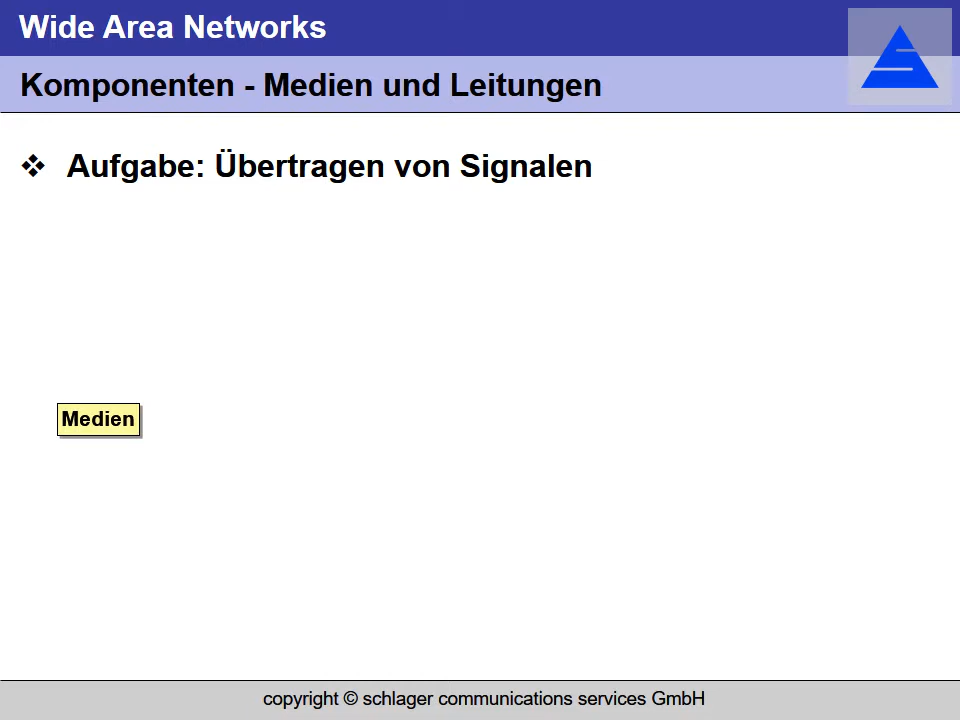 Wide Area Networks
Komponenten - Medien und Leitungen
❖ Aufgabe: Übertragen von Signalen
Medien
copyright © schlager communications services GmbH